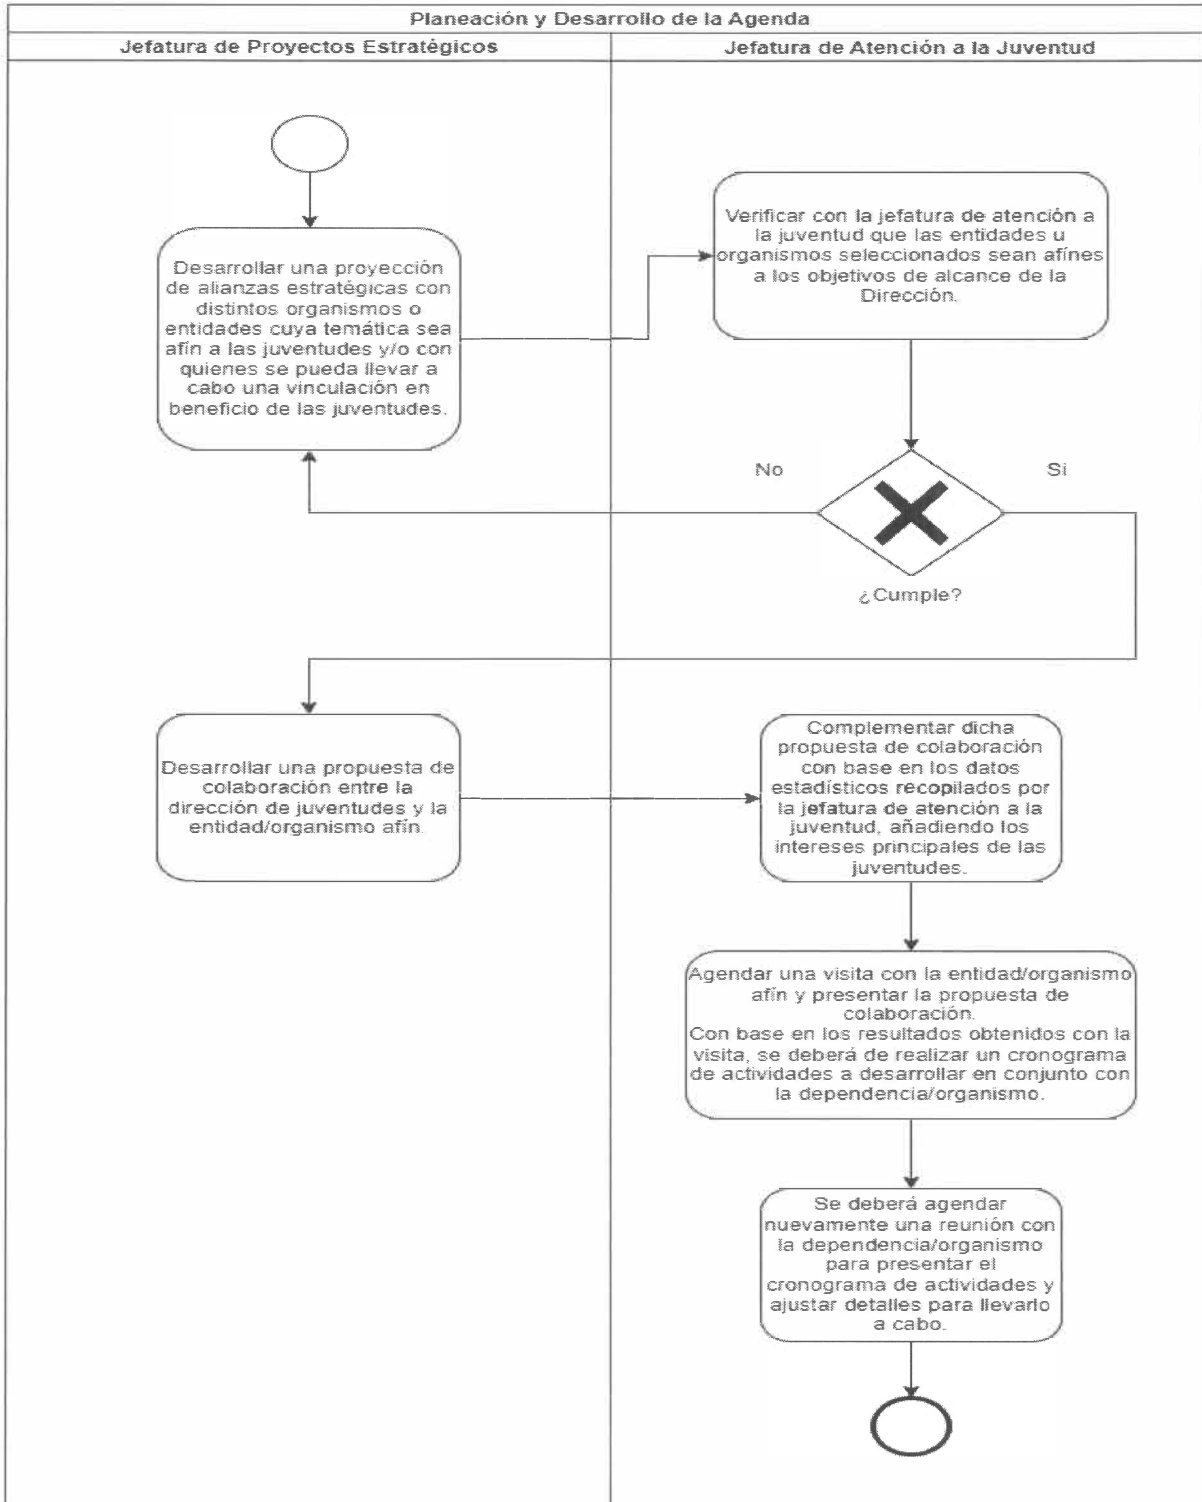 Planeación y Desarrollo de la Agenda
Jefatura de Proyectos Estratégicos
Jefatura de Atención a la Juventud
Desarrollar una proyección
de alianzas estratégicas con
distintos organismos o
entidades cuya temática sea
afín a las juventudes y/o con
quienes se pueda llevar a
cabo una vinculación en
beneficio de las juventudes.
Verificar con la jefatura de atención a
la juventud que las entidades u
organismos seleccionados sean afínes
a los objetivos de alcance de la
Dirección.
No
Si
¿Cumple?
Desarrollar una propuesta de
colaboración entre la
dirección de juventudes y la
entidad/organismo afín.
Complementar dicha
propuesta de colaboración
con base en los datos
estadísticos recopilados por
la jefatura de atención a la
juventud, añadiendo los
intereses principales de las
juventudes.
Agendar una visita con la entidad/organismo
afín y presentar la propuesta de
colaboración.
Con base en los resultados obtenidos con la
visita, se deberá de realizar un cronograma
de actividades a desarrollar en conjunto con
la dependencia/organismo.
Se deberá agendar
nuevamente una reunión con
la dependencia/organismo
para presentar el
cronograma de actividades y
ajustar detalles para llevarlo
a cabo.